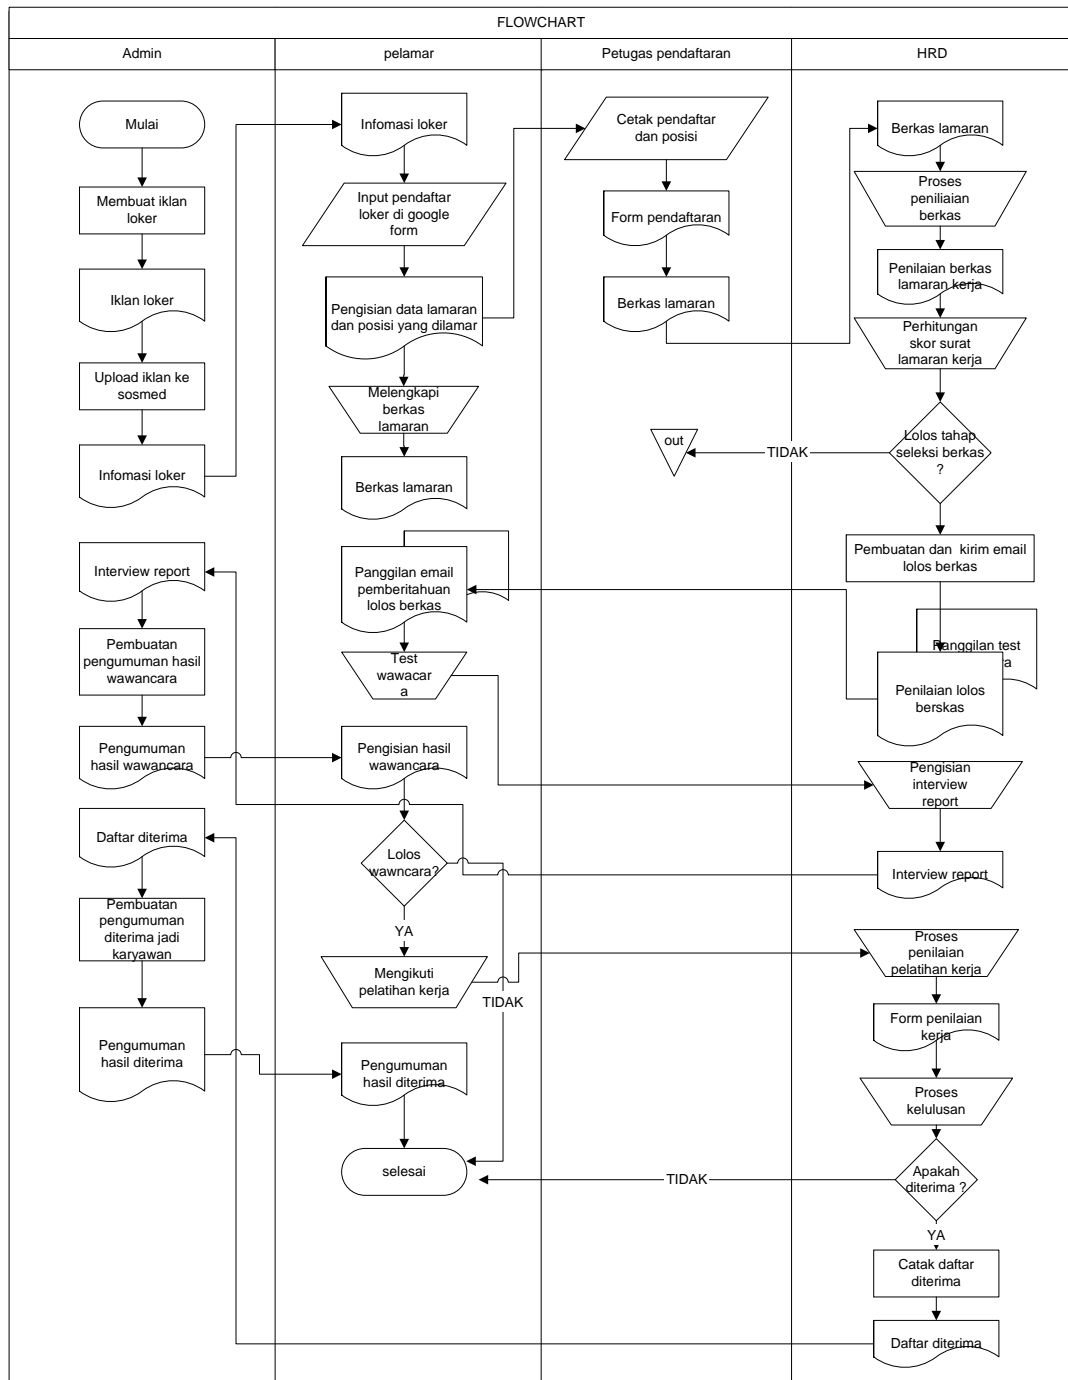 FLOWCHART
Admin
pelamar
Petugas pendaftaran
HRD
Mulai
Membuat iklan
loker
Iklan loker
Upload iklan ke
sosmed
Infomasi loker
Interview report
Pembuatan
pengumuman hasil
wawancara
Pengumuman
hasil wawancara
Daftar diterima
Pembuatan
pengumuman
diterima jadi
karyawan
Pengumuman
hasil diterima
Infomasi loker
Input pendaftar
loker di google
form
Pengisian data lamaran
dan posisi yang dilamar
Melengkapi
berkas
lamaran
Berkas lamaran
Panggilan email
pemberitahuan
lolos berkas
Test
wawacar
a
Pengisian hasil
wawancara
Lolos
wawncara?
YA
Mengikuti
pelatihan kerja
TIDAK
Pengumuman
hasil diterima
selesai
Cetak pendaftar
dan posisi
Form pendaftaran
Berkas lamaran
out
TIDAK
TIDAK
Berkas lamaran
Proses
peniliaian
berkas
Penilaian berkas
lamaran kerja
Perhitungan
skor surat
lamaran kerja
Lolos tahap
seleksi berkas
?
Pembuatan dan kirim email
lolos berkas
Panggilan test
Penilaian lolos
berskas
Pengisian
interview
report
Interview report
Proses
penilaian
pelatihan kerja
Form penilaian
kerja
Proses
kelulusan
Apakah
diterima ?
YA
Catak daftar
diterima
Daftar diterima